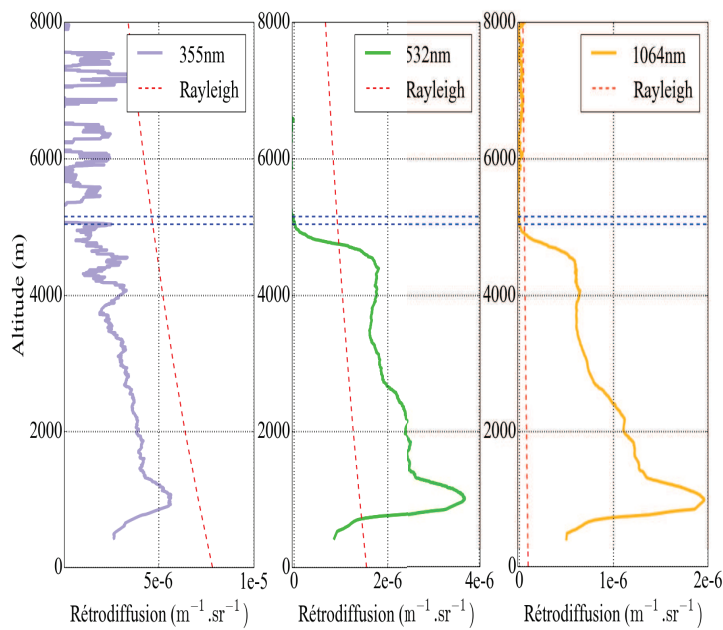 8000
6000
4000
2000
0
Altitude (m)
355nm
Rayleigh
5e-6
1e-5
Rétrodiffusion (m⁻¹.sr⁻¹)
8000
6000
4000
2000
0
532nm
Rayleigh
0
2e-6
4e-6
Rétrodiffusion (m⁻¹.sr⁻¹)
8000
6000
4000
2000
0
1064nm
Rayleigh
0
1e-6
2e-6
Rétrodiffusion (m⁻¹.sr⁻¹)